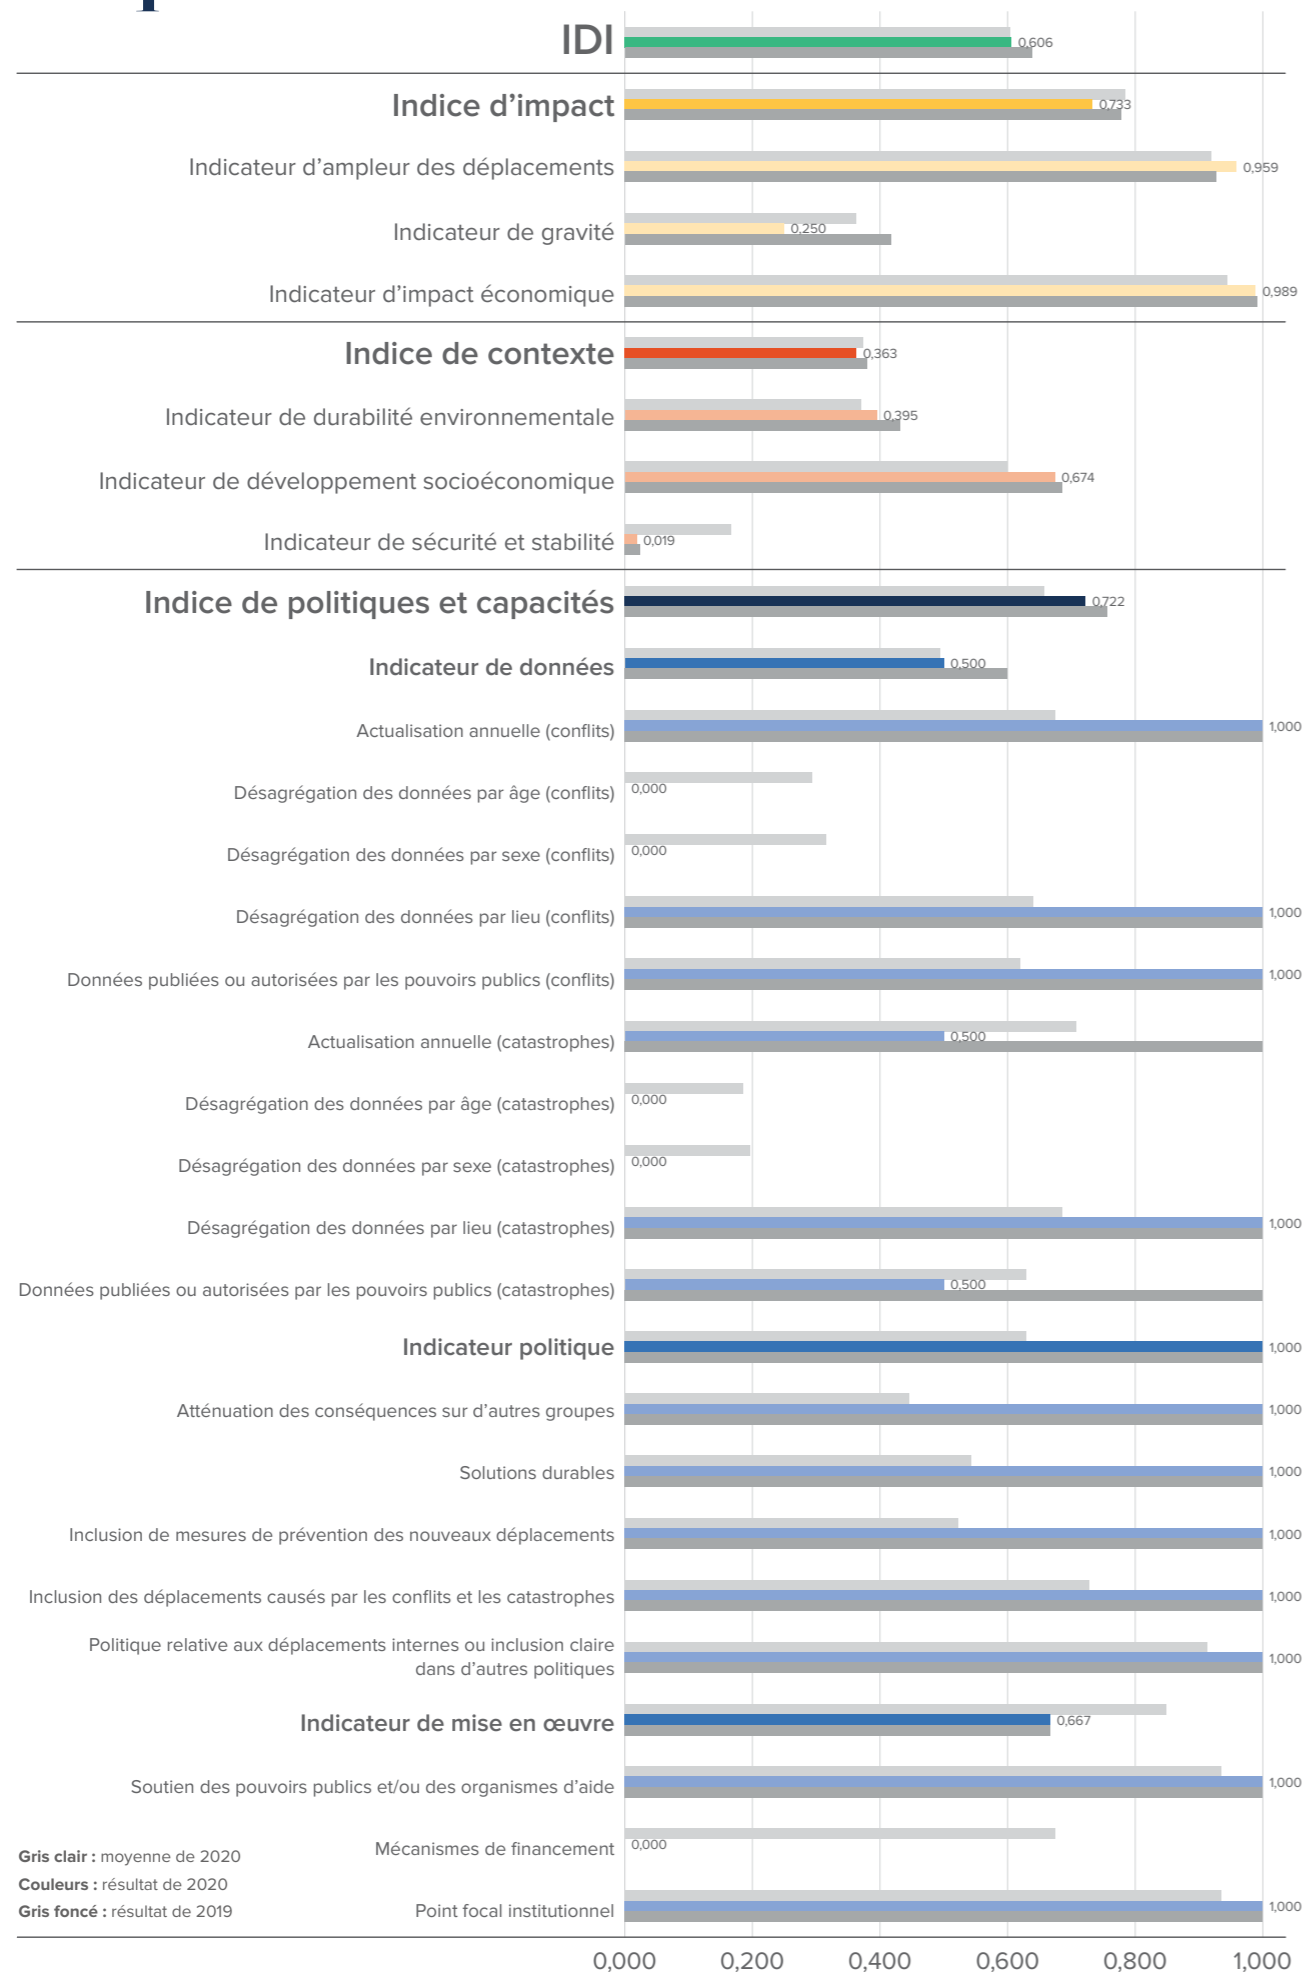 IDI
0,606
Indice d’impact
0,733
Indicateur d’ampleur des déplacements
0,959
Indicateur de gravité
0,250
Indicateur d’impact économique
0,989
Indice de contexte
0,363
Indicateur de durabilité environnementale
0,395
Indicateur de développement socioéconomique
0,674
Indicateur de sécurité et stabilité
0,019
Indice de politiques et capacités
0,722
Indicateur de données
0,500
Actualisation annuelle (conflits)
1,000
Désagrégation des données par âge (conflits)
0,000
Désagrégation des données par sexe (conflits)
0,000
Désagrégation des données par lieu (conflits)
1,000
Données publiées ou autorisées par les pouvoirs publics (conflits)
1,000
Actualisation annuelle (catastrophes)
0,500
Désagrégation des données par âge (catastrophes)
0,000
Désagrégation des données par sexe (catastrophes)
0,000
Désagrégation des données par lieu (catastrophes)
1,000
Données publiées ou autorisées par les pouvoirs publics (catastrophes)
0,500
Indicateur politique
1,000
Atténuation des conséquences sur d’autres groupes
1,000
Solutions durables
1,000
Inclusion de mesures de prévention des nouveaux déplacements
1,000
Inclusion des déplacements causés par les conflits et les catastrophes
1,000
Politique relative aux déplacements internes ou inclusion claire
dans d’autres politiques
1,000
Indicateur de mise en œuvre
0,667
Soutien des pouvoirs publics et/ou des organismes d’aide
1,000
Mécanismes de financement
0,000
Point focal institutionnel
1,000
Gris clair : moyenne de 2020
Couleurs : résultat de 2020
Gris foncé : résultat de 2019
0,000 0,200 0,400 0,600 0,800 1,000